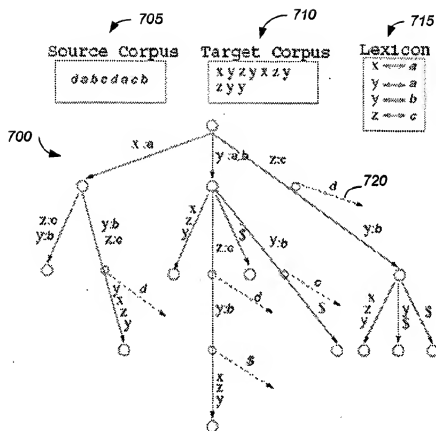 705
710
715
Source Corpus
Target Corpus
Lexicon
dabcdacb
xyzyxzy
zyy
x a
y a
y b
z c
700
x:a
y:a,b
z:c
d
720
z:c
y:b
y:b
z:c
x
z
y
$
z:c
y:b
y:b
d
y
x
z
y
d
c
$
x
z
y
y
$
$
y:b
$
x
z
y